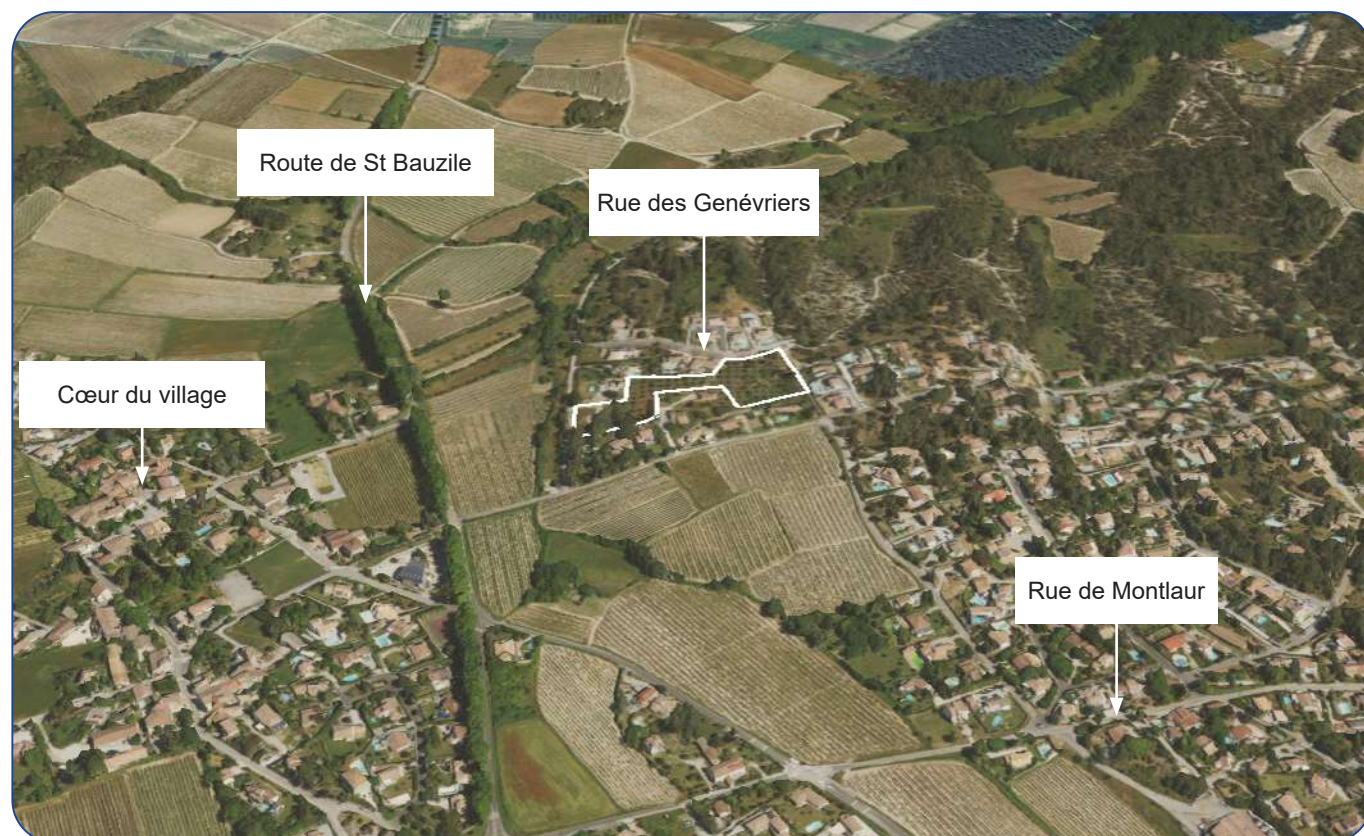 Route de St Bauzile
Rue des Genévriers
Cœur du village
Rue de Montlaur